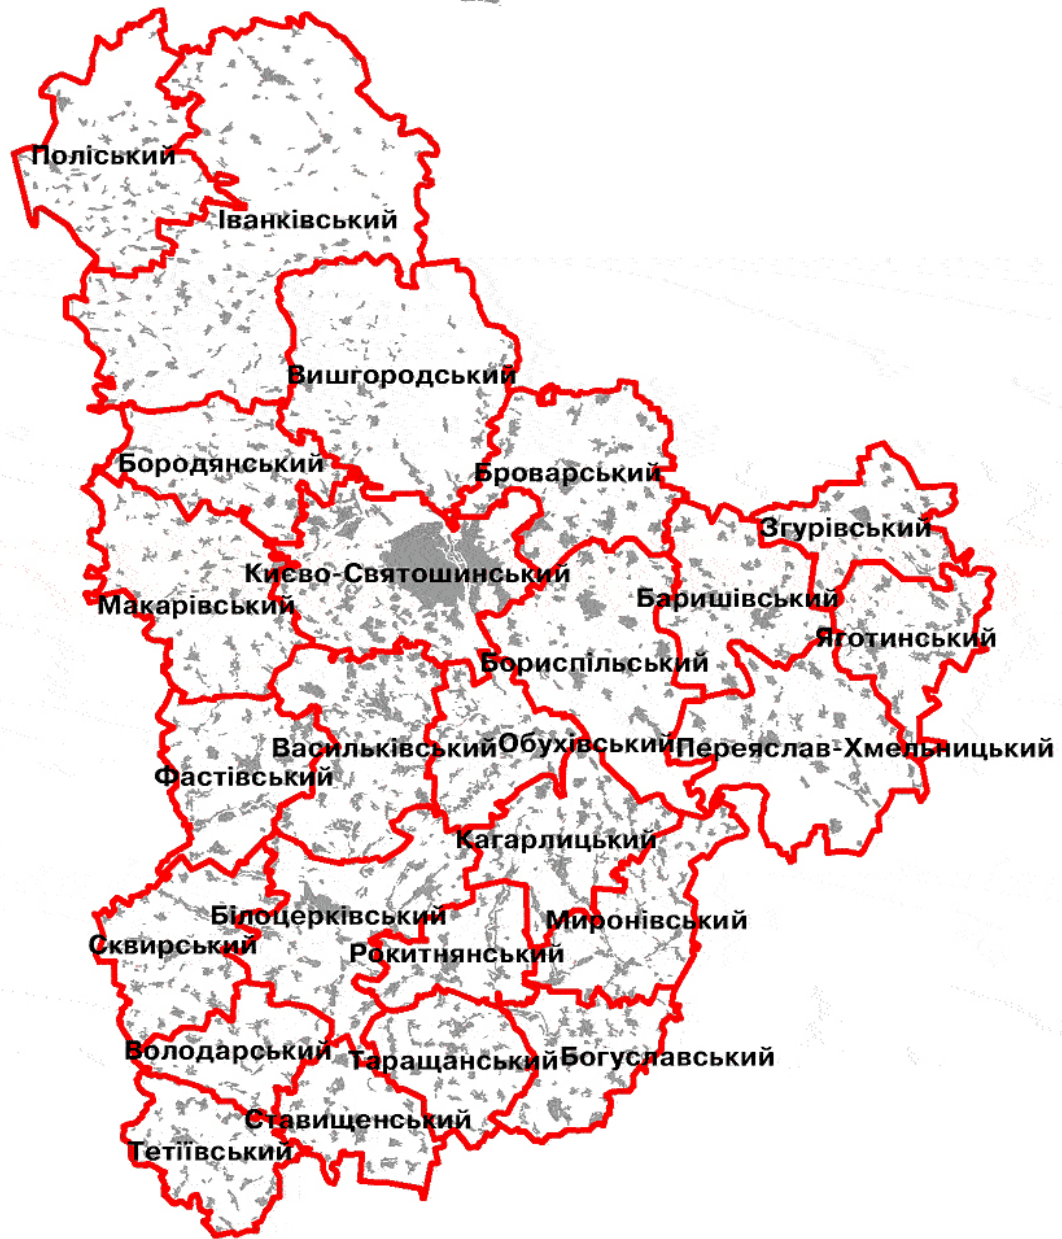 Поліський
Іванківський
Вишгородський
Бородянський
Броварський
Згурівський
Києво-Святошинський
Макарівський
Баришівський
Яготинський
Бориспільський
Васильківський
Обухівський
Переяслав-Хмельницький
Фастівський
Кагарлицький
Білоцерківський
Миронівський
Сквирський
Рокитнянський
Володарський
Таращанський
Богуславський
Ставищенський
Тетіївський